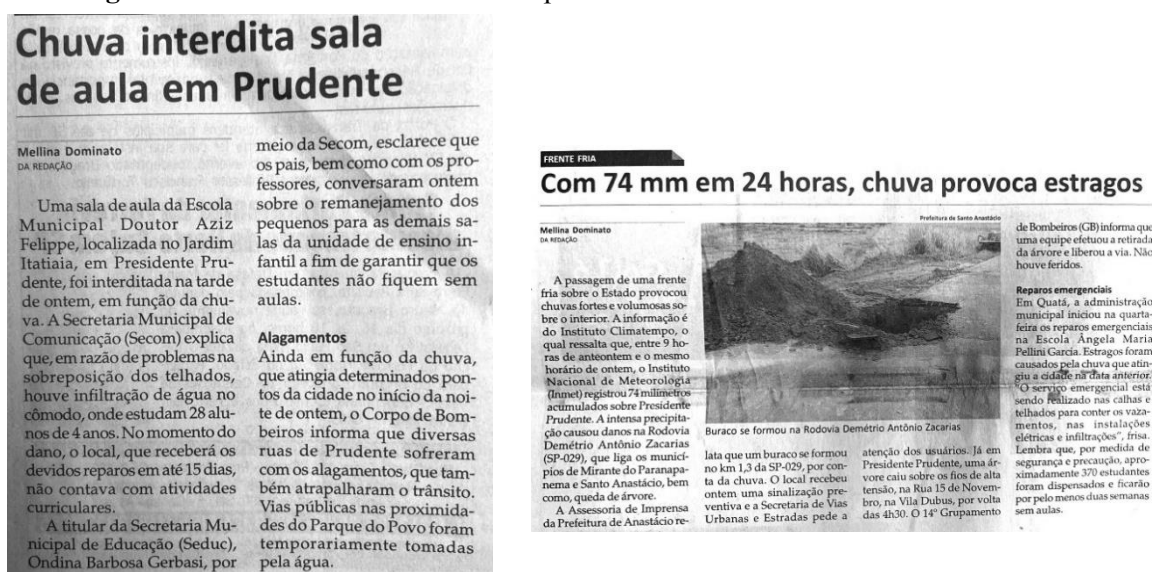 Chuva interdita sala
de aula em Prudente
Mellina Dominato
DA REDAÇÃO
Uma sala de aula da Escola
Municipal Doutor Aziz
Felippe, localizada no Jardim
Itatiaia, em Presidente Pru-
dente, foi interditada na tarde
de ontem, em função da chu-
va. A Secretaria Municipal de
Comunicação (Secom) explica
que, em razão de problemas na
sobreposição dos telhados,
houve infiltração de água no
cômodo, onde estudam 28 alu-
nos de 4 anos. No momento do
dano, o local, que receberá os
devidos reparos em até 15 dias,
não contava com atividades
curriculares.
A titular da Secretaria Mu-
nicipal de Educação (Seduc),
Ondina Barbosa Gerbasi, por
meio da Secom, esclarece que
os pais, bem como com os pro-
fessores, conversaram ontem
sobre o remanejamento dos
pequenos para as demais sa-
las da unidade de ensino in-
fantil a fim de garantir que os
estudantes não fiquem sem
aulas.
Alagamentos
Ainda em função da chuva,
que atingia determinados pon-
tos da cidade no início da noi-
te de ontem, o Corpo de Bom-
beiros informa que diversas
ruas de Prudente sofreram
com os alagamentos, que tam-
bém atrapalharam o trânsito.
Vias públicas nas proximida-
des do Parque do Povo foram
temporariamente tomadas
pela água.
FRENTE FRIA
Com 74 mm em 24 horas, chuva provoca estragos
Mellina Dominato
DA REDAÇÃO
A passagem de uma frente
fria sobre o Estado provocou
chuvas fortes e volumosas so-
bre o interior. A informação é
do Instituto Climatempo, o
qual ressalta que, entre 9 ho-
ras de anteontem e o mesmo
horário de ontem, o Instituto
Nacional de Meteorologia
(Inmet) registrou 74 milímetros
acumulados sobre Presidente
Prudente. A intensa precipita-
ção causou danos na Rodovia
Demétrio Antônio Zacarias
(SP-029), que liga os municí-
pios de Mirante do Paranapa-
nema e Santo Anastácio, bem
como, queda de árvore.
A Assessoria de Imprensa
da Prefeitura de Anastácio re-
Prefeitura de Santo Anastácio
Buraco se formou na Rodovia Demétrio Antônio Zacarias
lata que um buraco se formou
no km 1,3 da SP-029, por con-
ta da chuva. O local recebeu
ontem uma sinalização pre-
ventiva e a Secretaria de Vias
Urbanas e Estradas pede a
atenção dos usuários. Já em
Presidente Prudente, uma ár-
vore caiu sobre os fios de alta
tensão, na Rua 15 de Novem-
bro, na Vila Dubus, por volta
das 4h30. O 14º Grupamento
de Bombeiros (GB) informa que
uma equipe efetuou a retirada
da árvore e liberou a via. Não
houve feridos.
Reparos emergenciais
Em Quatá, a administração
municipal iniciou na quarta-
feira os reparos emergenciais
na Escola Ângela Maria
Pellini Garcia. Estragos foram
causados pela chuva que atin-
giu a cidade na data anterior.
"O serviço emergencial está
sendo realizado nas calhas e
telhados para conter os vaza-
mentos, nas instalações
elétricas e infiltrações", frisa.
Lembra que, por medida de
segurança e precaução, apro-
ximadamente 370 estudantes
foram dispensados e ficarão
por pelo menos duas semanas
sem aulas.